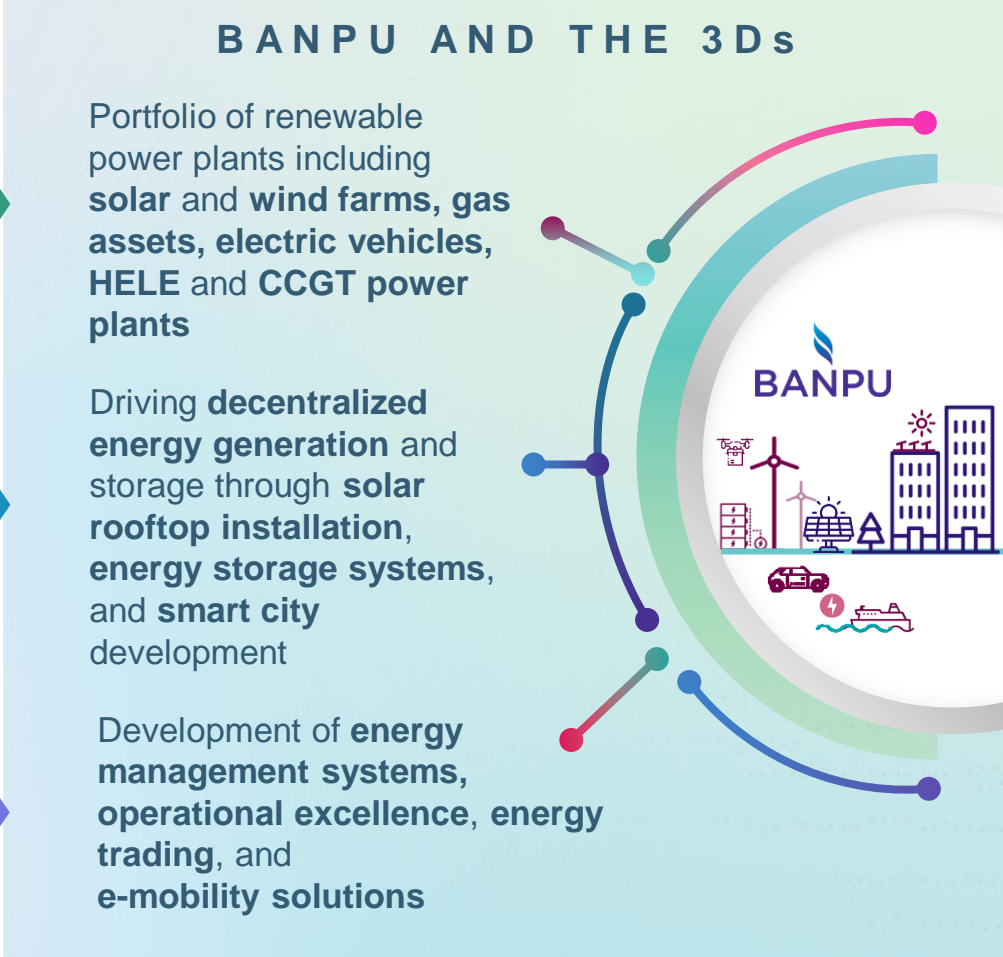 BANPU AND THE 3Ds
Portfolio of renewable
power plants including
solar and wind farms, gas
assets, electric vehicles,
HELE and CCGT power
plants
Driving decentralized
energy generation and
storage through solar
rooftop installation,
energy storage systems,
and smart city
development
Development of energy
management systems,
operational excellence, energy
trading, and
e-mobility solutions
BANPU